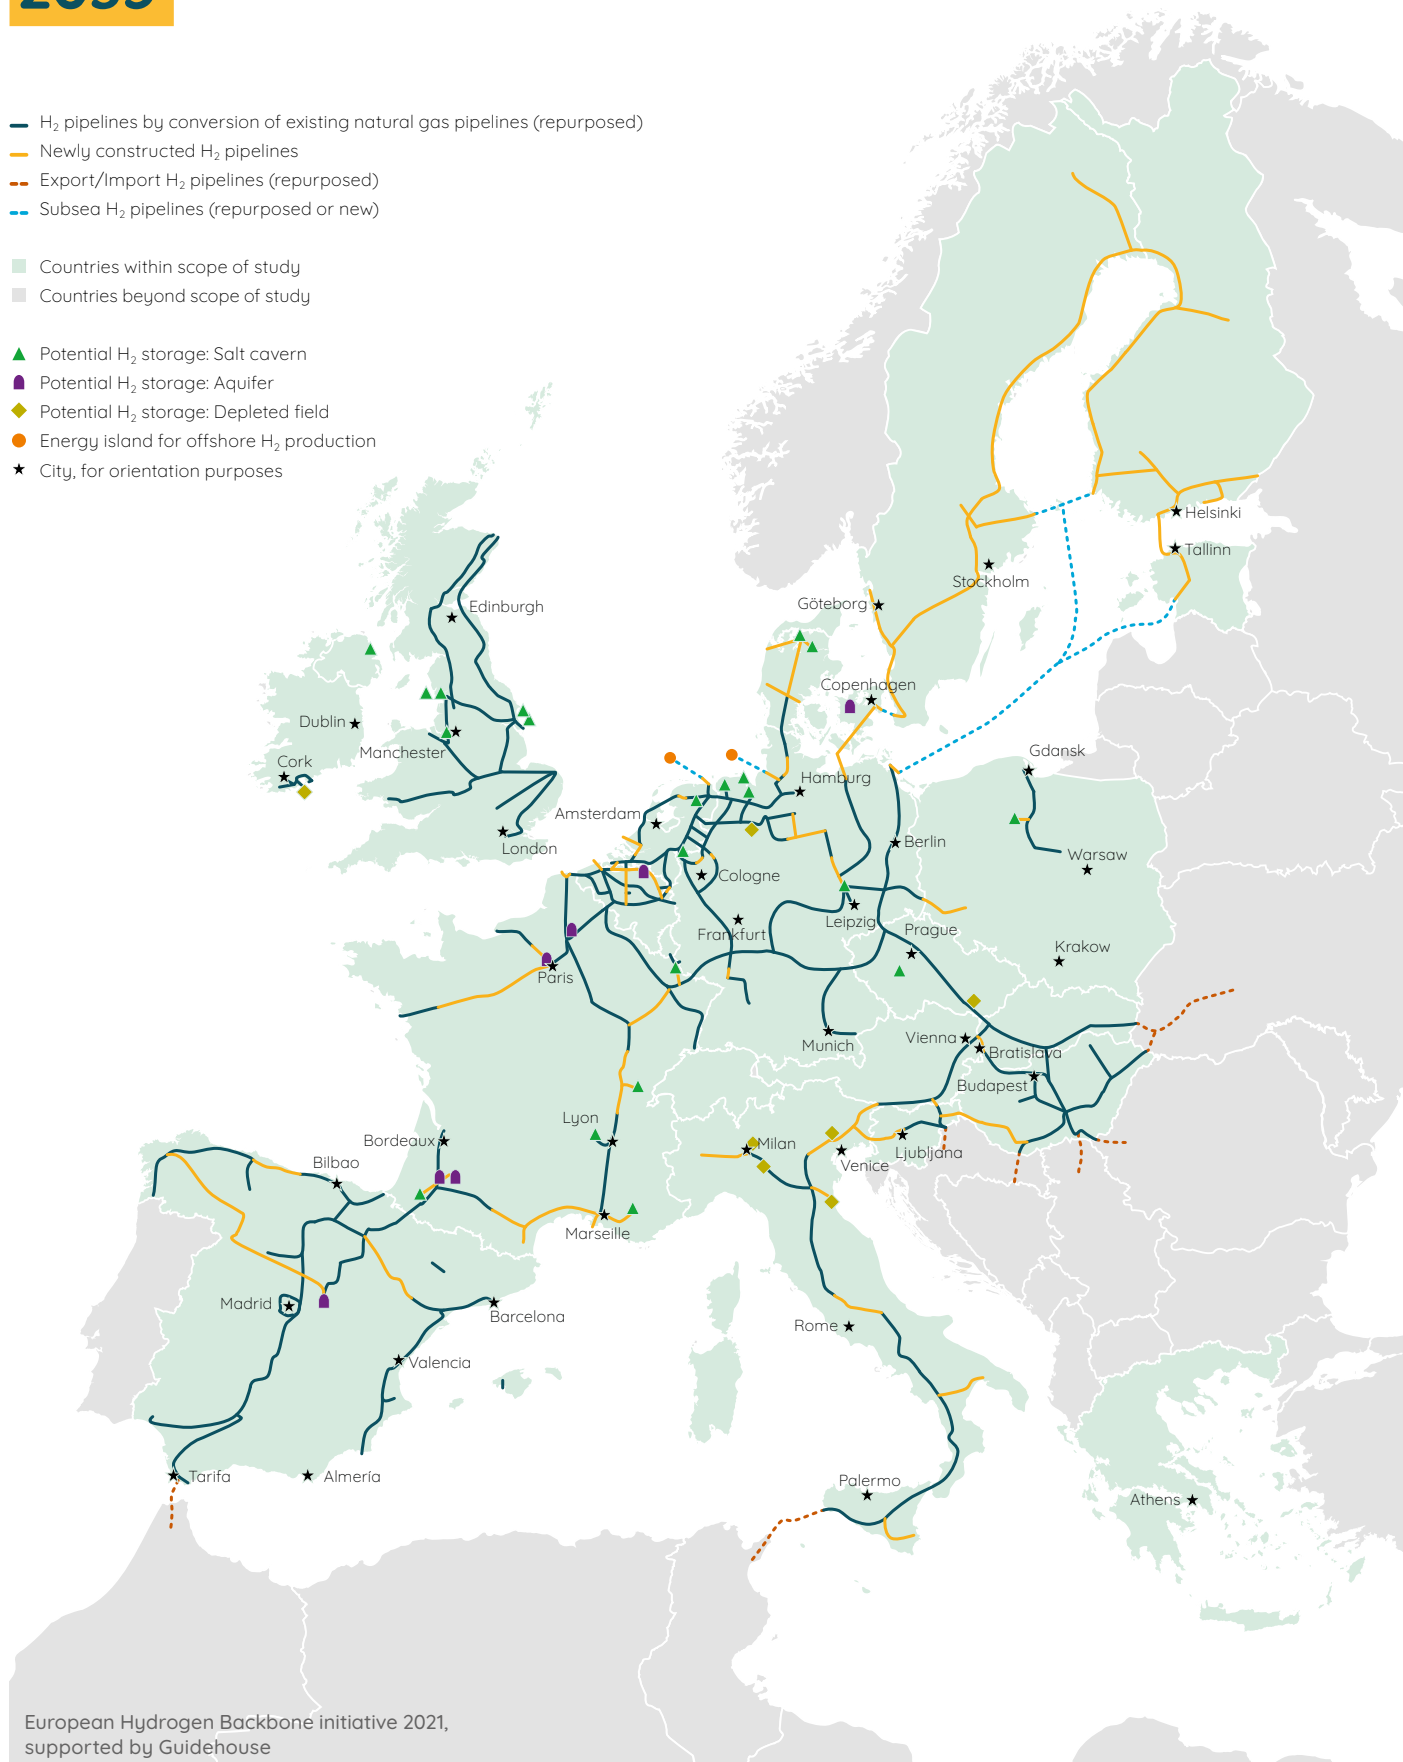 2035
H₂ pipelines by conversion of existing natural gas pipelines (repurposed)
Newly constructed H₂ pipelines
Export/Import H₂ pipelines (repurposed)
Subsea H₂ pipelines (repurposed or new)
Countries within scope of study
Countries beyond scope of study
Potential H₂ storage: Salt cavern
Potential H₂ storage: Aquifer
Potential H₂ storage: Depleted field
Energy island for offshore H₂ production
City, for orientation purposes
Helsinki
Tallinn
Stockholm
Göteborg
Edinburgh
Copenhagen
Dublin
Manchester
Gdansk
Cork
Hamburg
Amsterdam
Berlin
London
Warsaw
Cologne
Leipzig
Frankfurt
Prague
Krakow
Paris
Vienna
Munich
Bratislava
Budapest
Lyon
Bordeaux
Milan
Ljubljana
Bilbao
Venice
Marseille
Madrid
Barcelona
Rome
Valencia
Tarifa
Almería
Palermo
Athens
European Hydrogen Backbone initiative 2021,
supported by Guidehouse